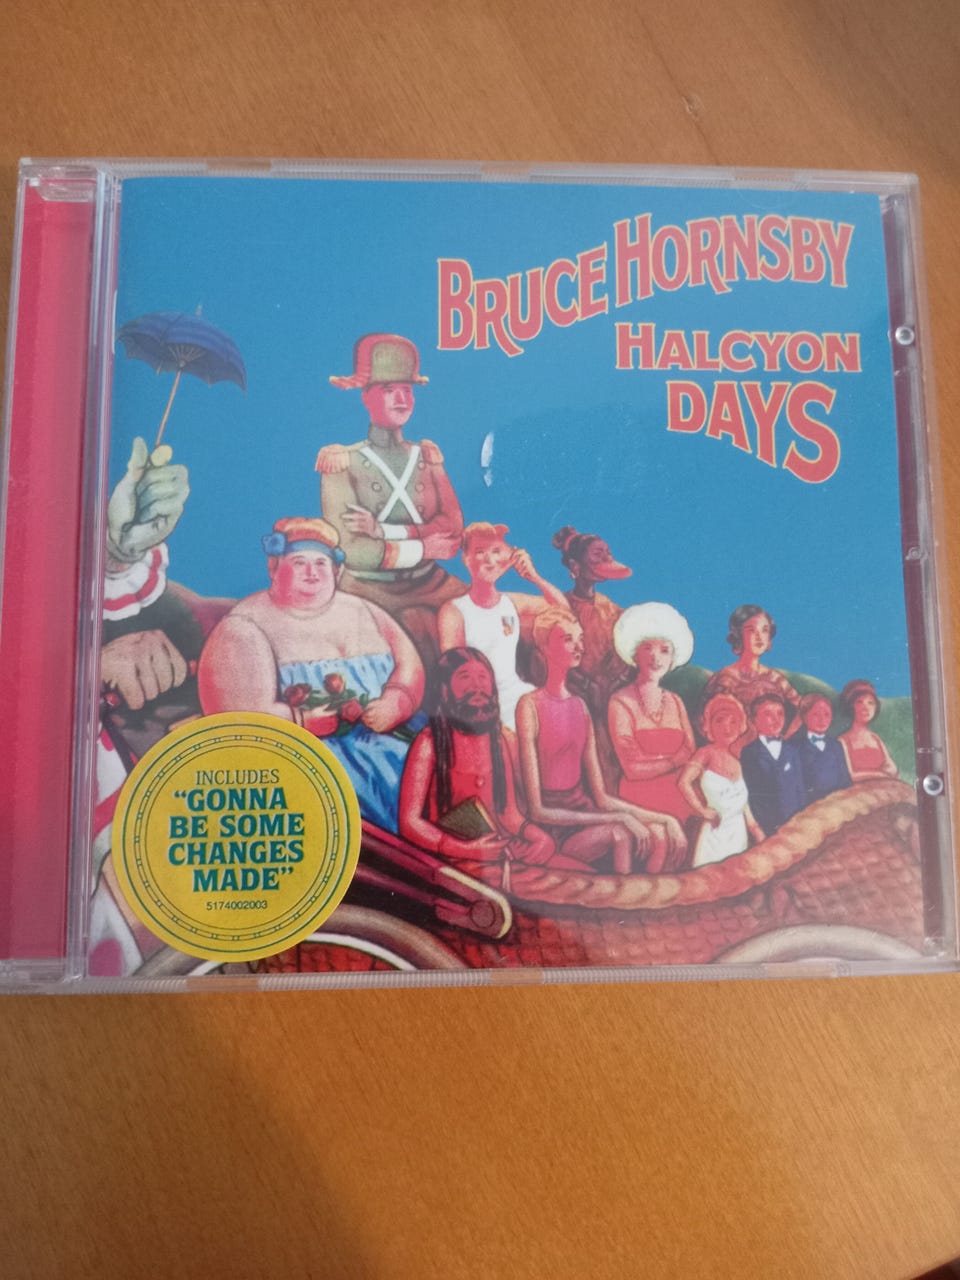 BRUCE HORNSBY
HALCYON
DAYS
INCLUDES
“GONNA
BE SOME
CHANGES
MADE”
5174002003